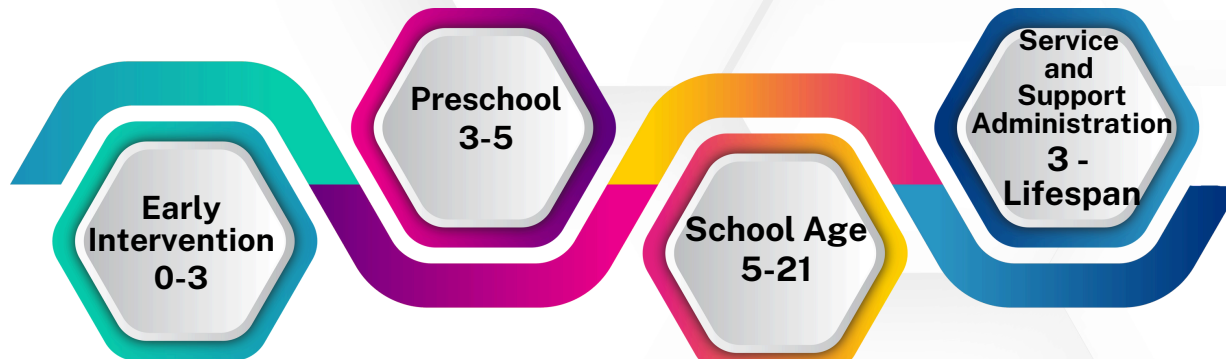 Early
Intervention
0-3
Preschool
3-5
School Age
5-21
Service
and
Support
Administration
3 -
Lifespan